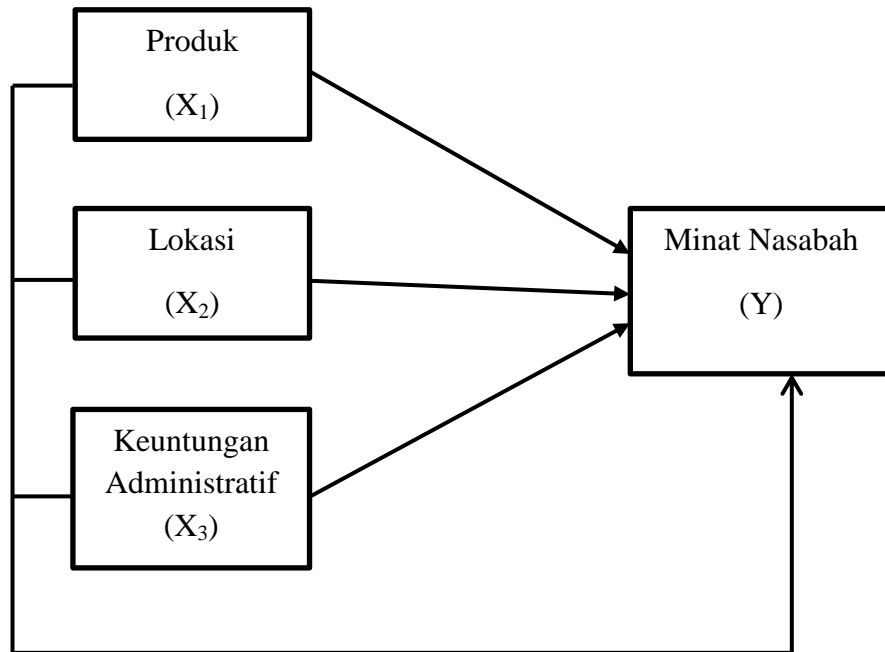 Produk
(X₁)
Lokasi
(X₂)
Keuntungan
Administratif
(X₃)
Minat Nasabah
(Y)